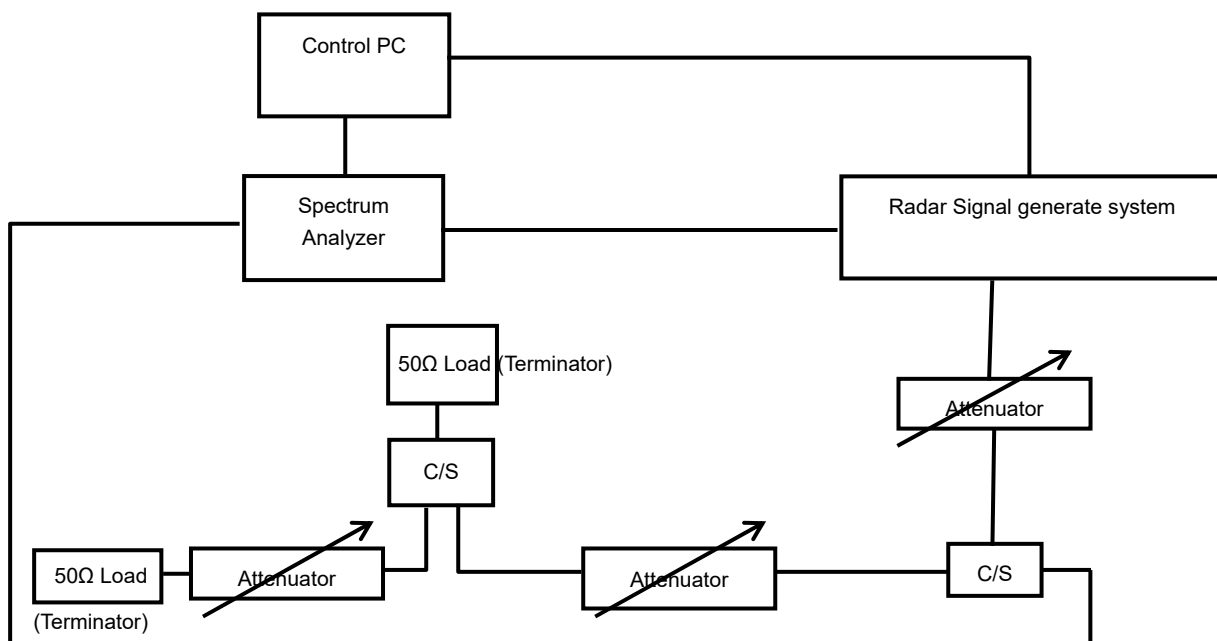 Control PC
Spectrum
Analyzer
Radar Signal generate system
50Ω Load (Terminator)
Attenuator
C/S
50Ω Load
(Terminator)
Attenuator
Attenuator
C/S